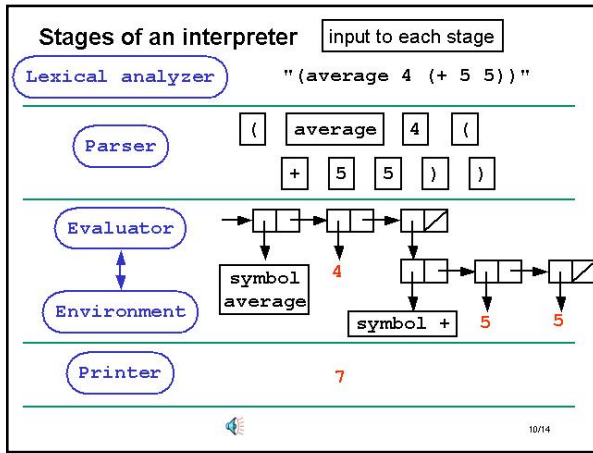 Stages of an interpreter
input to each stage
Lexical analyzer
"(average 4 (+ 5 5))"
Parser
( average 4 (
+ 5 5 ) )
Evaluator
Environment
symbol
average
4
symbol +
5
5
Printer
7
10/14